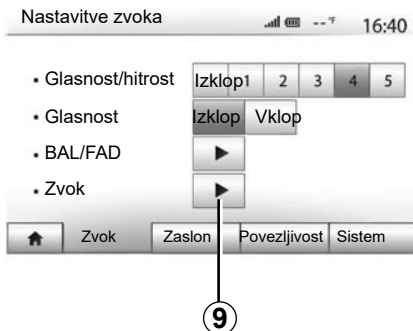 Nastavitve zvoka -- °F 16:40
• Glasnost/hitrost Izklop 1 2 3 4 5
• Glasnost Izklop Vklop
• BAL/FAD
• Zvok
Zvok Zaslon Povezljivost Sistem
9